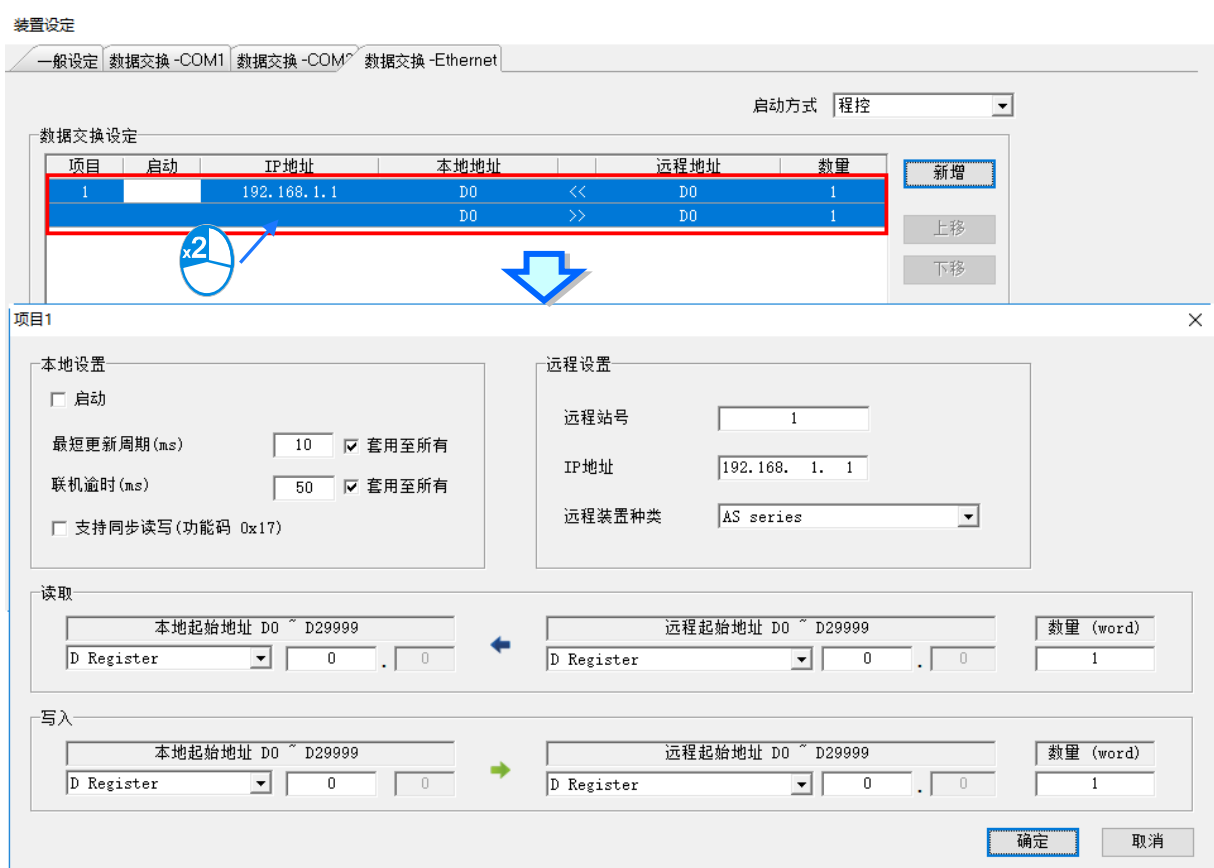 装置设定
一般设定 数据交换 -COM1 数据交换 -COM2 数据交换 -Ethernet
启动方式 程控
数据交换设定
项目 启动 IP地址 本地地址 远程地址 数量
新增
1 192.168.1.1 D0 << D0 1
D0 >> D0 1
上移
x2
下移
项目1
本地设置 远程设置
启动
远程站号 1
最短更新周期(ms) 10 套用至所有
IP地址 192.168. 1. 1
联机逾时(ms) 50 套用至所有
远程装置种类 AS series
支持同步读写(功能码 0x17)
读取
本地起始地址 D0 ~ D29999 远程起始地址 D0 ~ D29999 数量 (word)
D Register 0 . 0 D Register 0 . 0 1
写入
本地起始地址 D0 ~ D29999 远程起始地址 D0 ~ D29999 数量 (word)
D Register 0 0 D Register 0 . 0 1
确定 取消